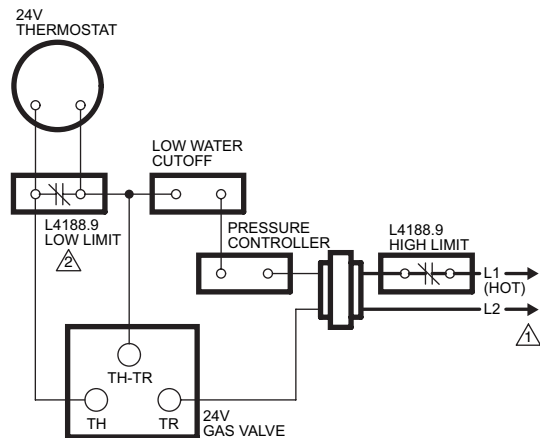 24V
THERMOSTAT
LOW WATER
CUTOFF
L4188.9
LOW LIMIT
2
PRESSURE
CONTROLLER
L4188.9
HIGH LIMIT
L1
(HOT)
L2
1
TH-TR
TH
TR
24V
GAS VALVE